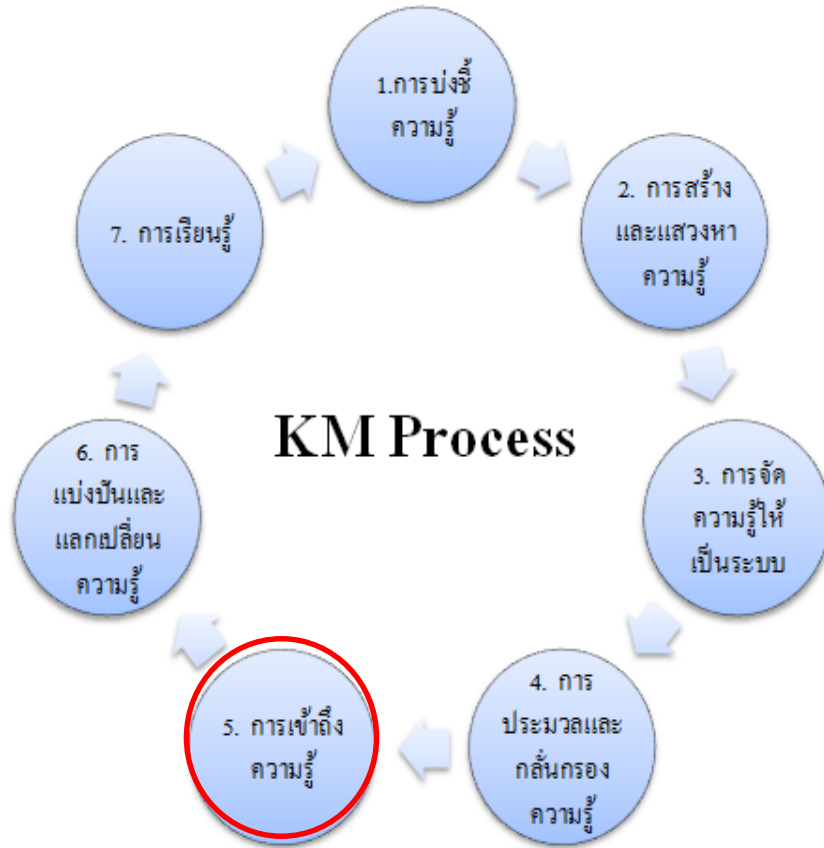 1.การบ่งชี้
ความรู้
2. การสร้าง
และแสวงหา
ความรู้
3. การจัด
ความรู้ให้
เป็นระบบ
4. การ
ประมวลและ
กลั่นกรอง
ความรู้
5. การเข้าถึง
ความรู้
6. การ
แบ่งปันและ
แลกเปลี่ยน
ความรู้
7. การเรียนรู้
KM Process